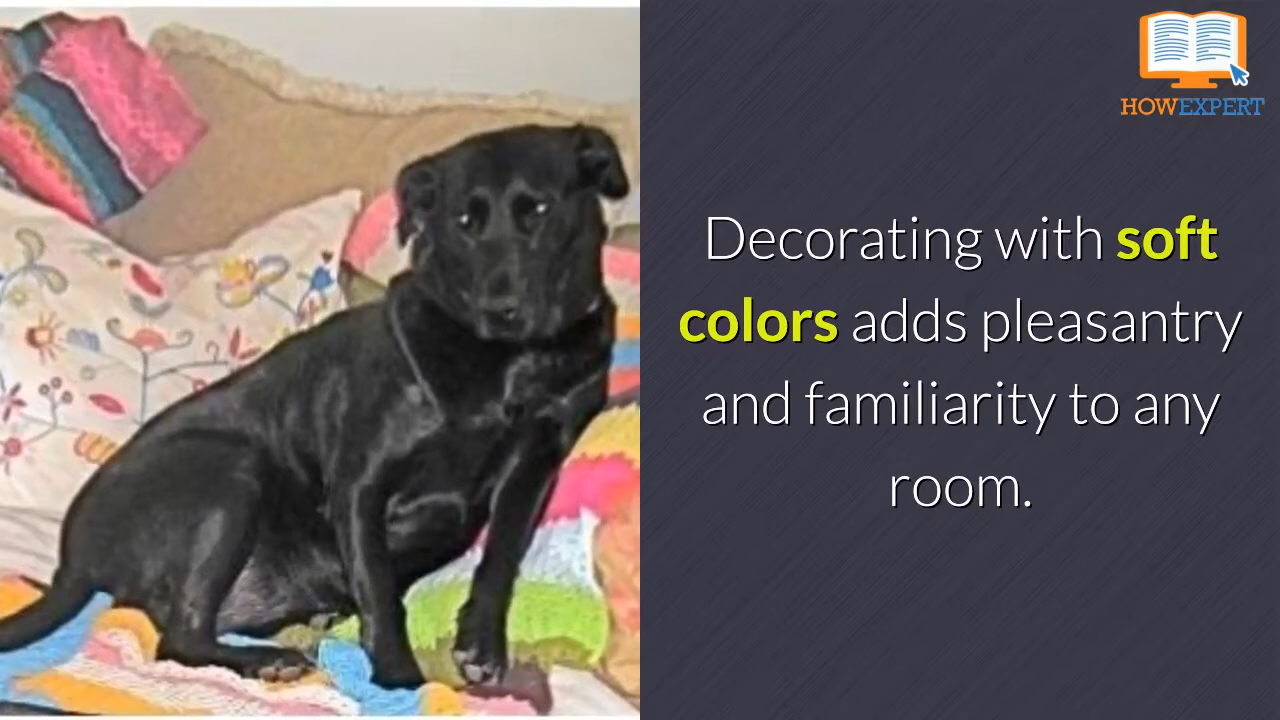 HOWEXPERT
Decorating with soft
colors adds pleasantry
and familiarity to any
room.